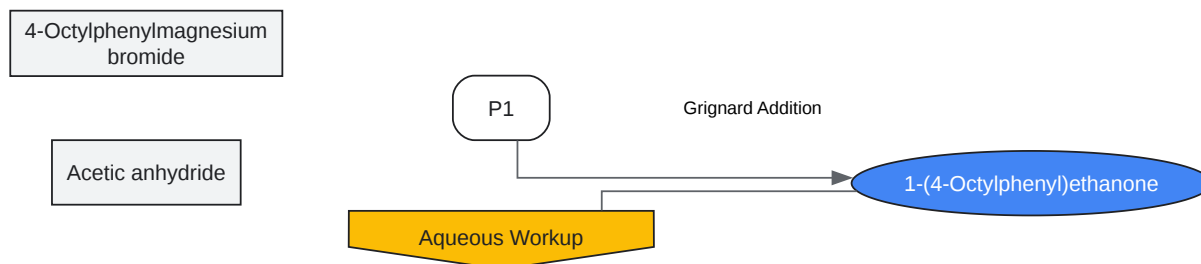 4-Octylphenylmagnesium
bromide
P1
Grignard Addition
Acetic anhydride
1-(4-Octylphenyl)ethanone
Aqueous Workup